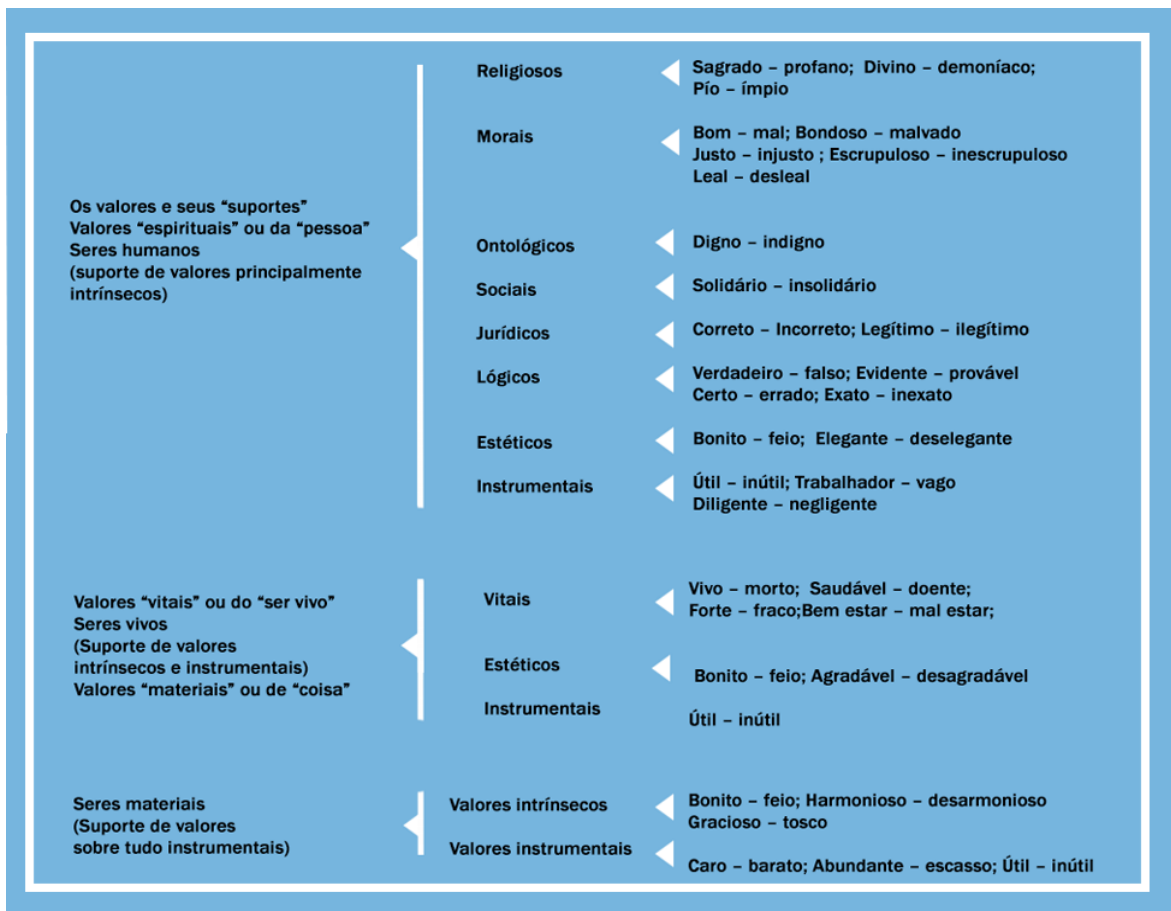 Os valores e seus “suportes”
Valores “espirituais” ou da “pessoa”
Seres humanos
(suporte de valores principalmente
intrínsecos)
Religiosos
Sagrado – profano; Divino – demoníaco;
Pío – ímpio
Morais
Bom – mal; Bondoso – malvado
Justo – injusto ; Escrupuloso – inescrupuloso
Leal – desleal
Ontológicos
Digno – indigno
Sociais
Solidário – insolidário
Jurídicos
Correto – Incorreto; Legítimo – ilegítimo
Lógicos
Verdadeiro – falso; Evidente – provável
Certo – errado; Exato – inexato
Estéticos
Bonito – feio; Elegante – deselegante
Instrumentais
Útil – inútil; Trabalhador – vago
Diligente – negligente
Valores “vitais” ou do “ser vivo”
Seres vivos
(Suporte de valores
intrínsecos e instrumentais)
Valores “materiais” ou de “coisa”
Vitais
Vivo – morto; Saudável – doente;
Forte – fraco;Bem estar – mal estar;
Estéticos
Bonito – feio; Agradável – desagradável
Instrumentais
Útil – inútil
Seres materiais
(Suporte de valores
sobre tudo instrumentais)
Valores intrínsecos
Bonito – feio; Harmonioso – desarmonioso
Gracioso – tosco
Valores instrumentais
Caro – barato; Abundante – escasso; Útil – inútil